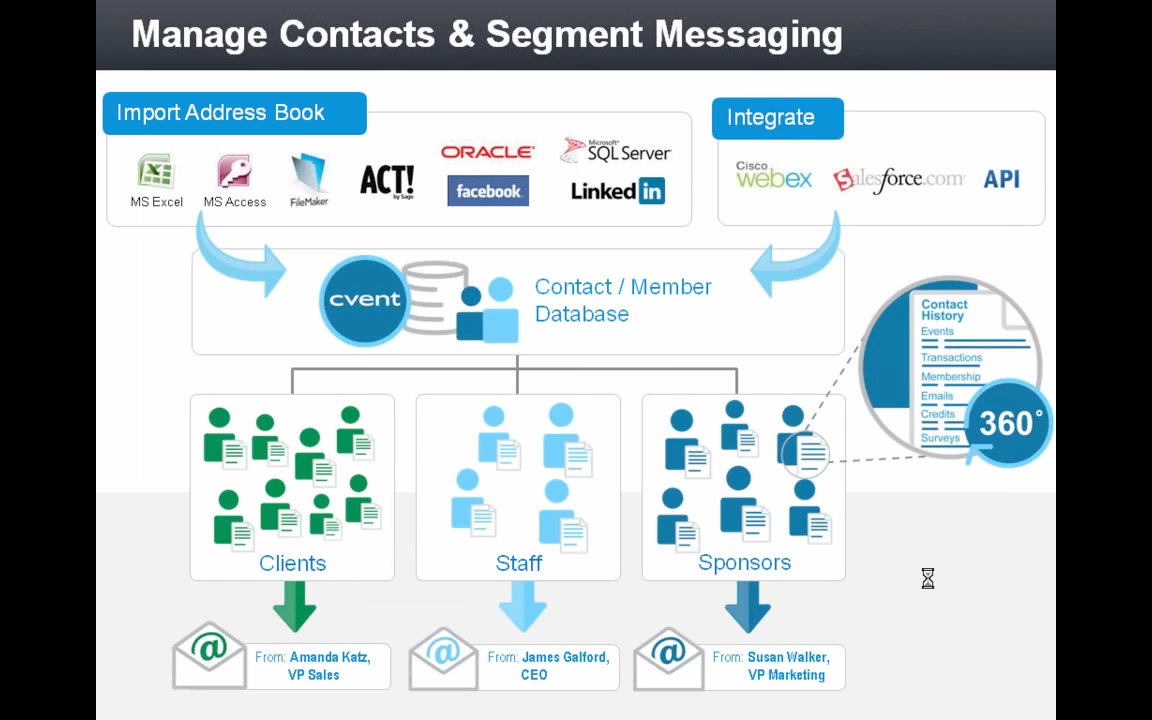 Manage Contacts & Segment Messaging
Import Address Book
Integrate
MS Excel
MS Access
FileMaker
ACT!
by Sage
ORACLE
facebook
Microsoft
SQL Server
Linked in
Cisco
webex
salesforce.com
API
cvent
Contact / Member
Database
Contact
History
Events
Transactions
Membership
Emails
Credits
Surveys
360°
Clients
Staff
Sponsors
@
From: Amanda Katz,
VP Sales
@
From: James Galford,
CEO
@
From: Susan Walker,
VP Marketing